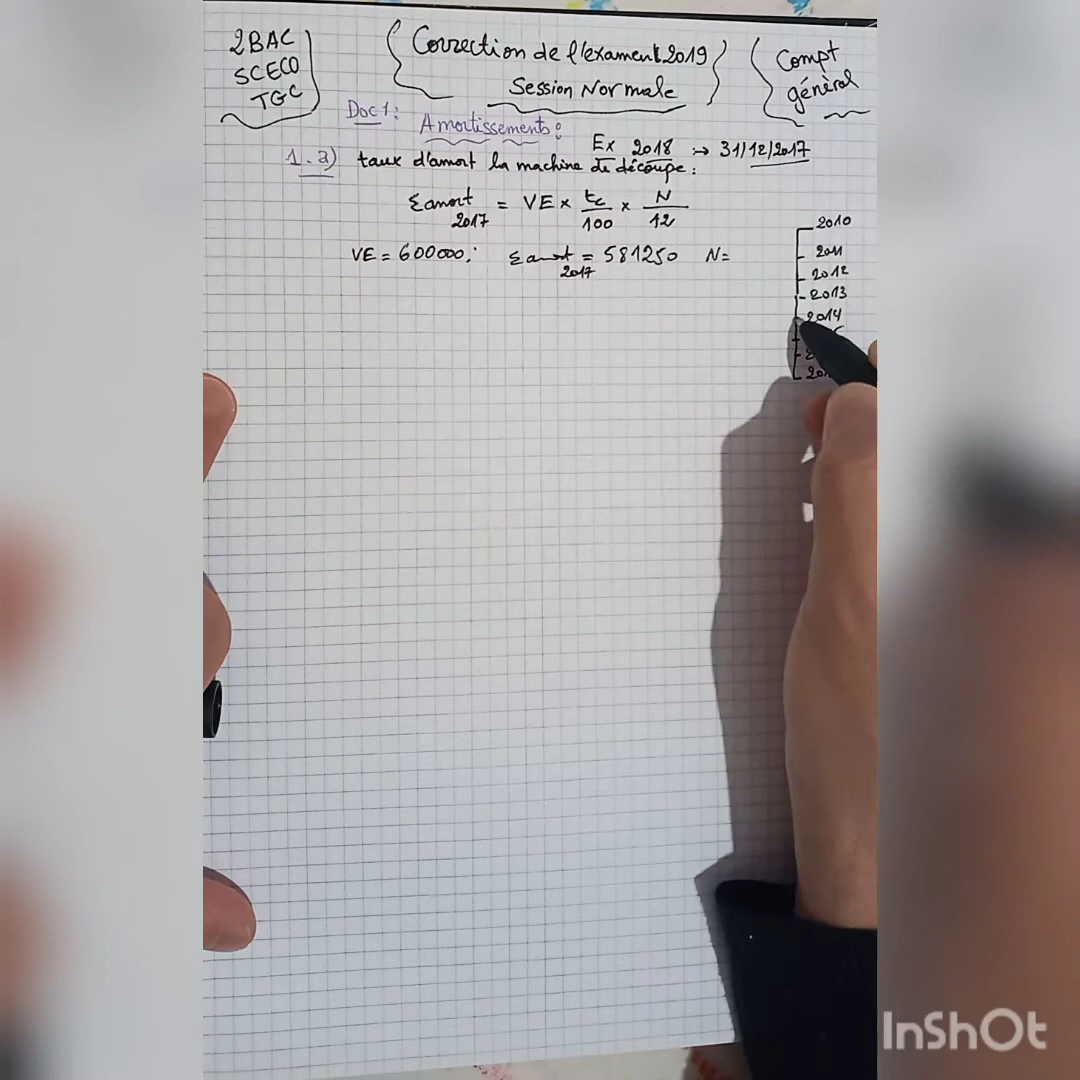 2BAC
SCECO
TGC
Correction de l'examen 2019
Session Normale
Compt
général
Doc 1:
Amortissements:
Ex 2018 → 31/12/2017
1-a) taux d'amort la machine de découpe:
Σamort 2017 = VE × tc/100 × N/12
VE = 600000; Σamort 2017 = 581250 N=
2010
2011
2012
2013
2014
InShOt